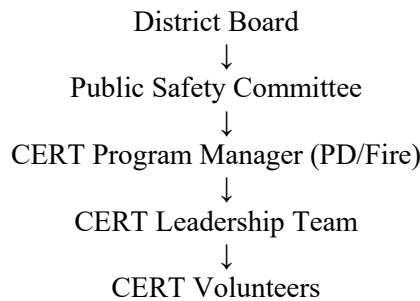 District Board
↓
Public Safety Committee
↓
CERT Program Manager (PD/Fire)
↓
CERT Leadership Team
↓
CERT Volunteers